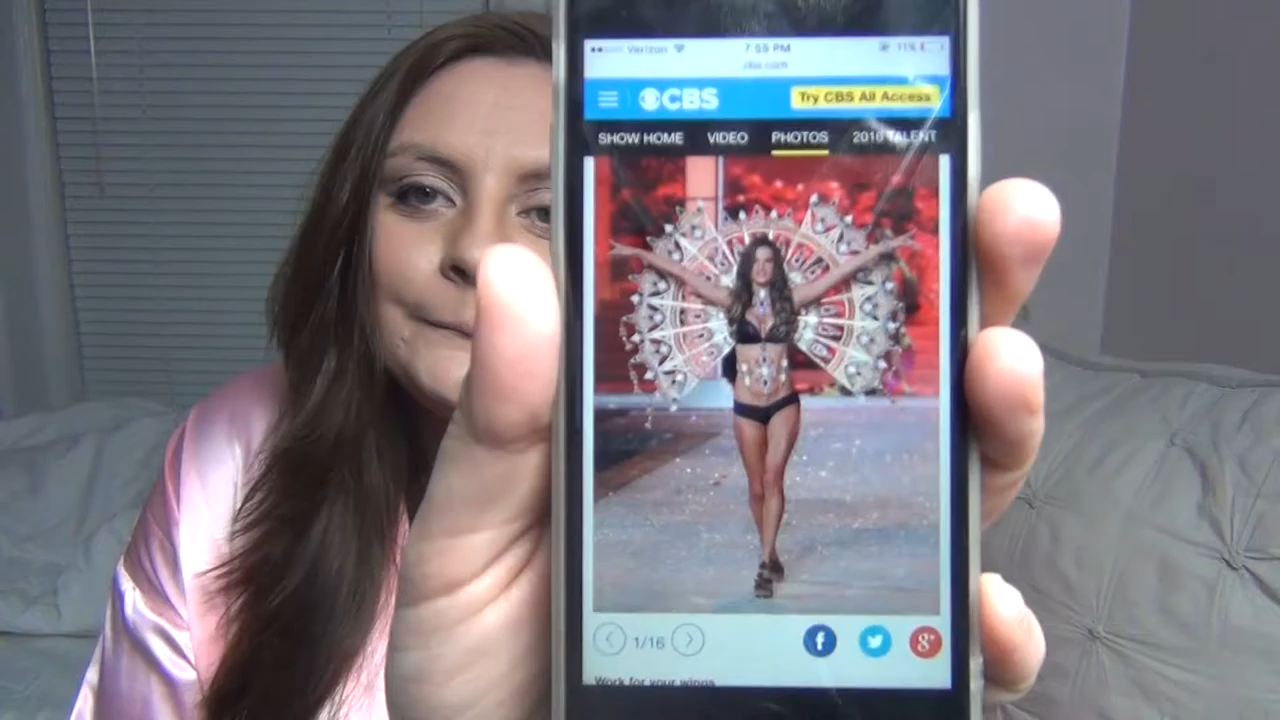 Verizon 7:55 PM 11%
cbs.com
CBS Try CBS All Access
SHOW HOME VIDEO PHOTOS 2016 TALENT
1/16 f g+
Work for your wings